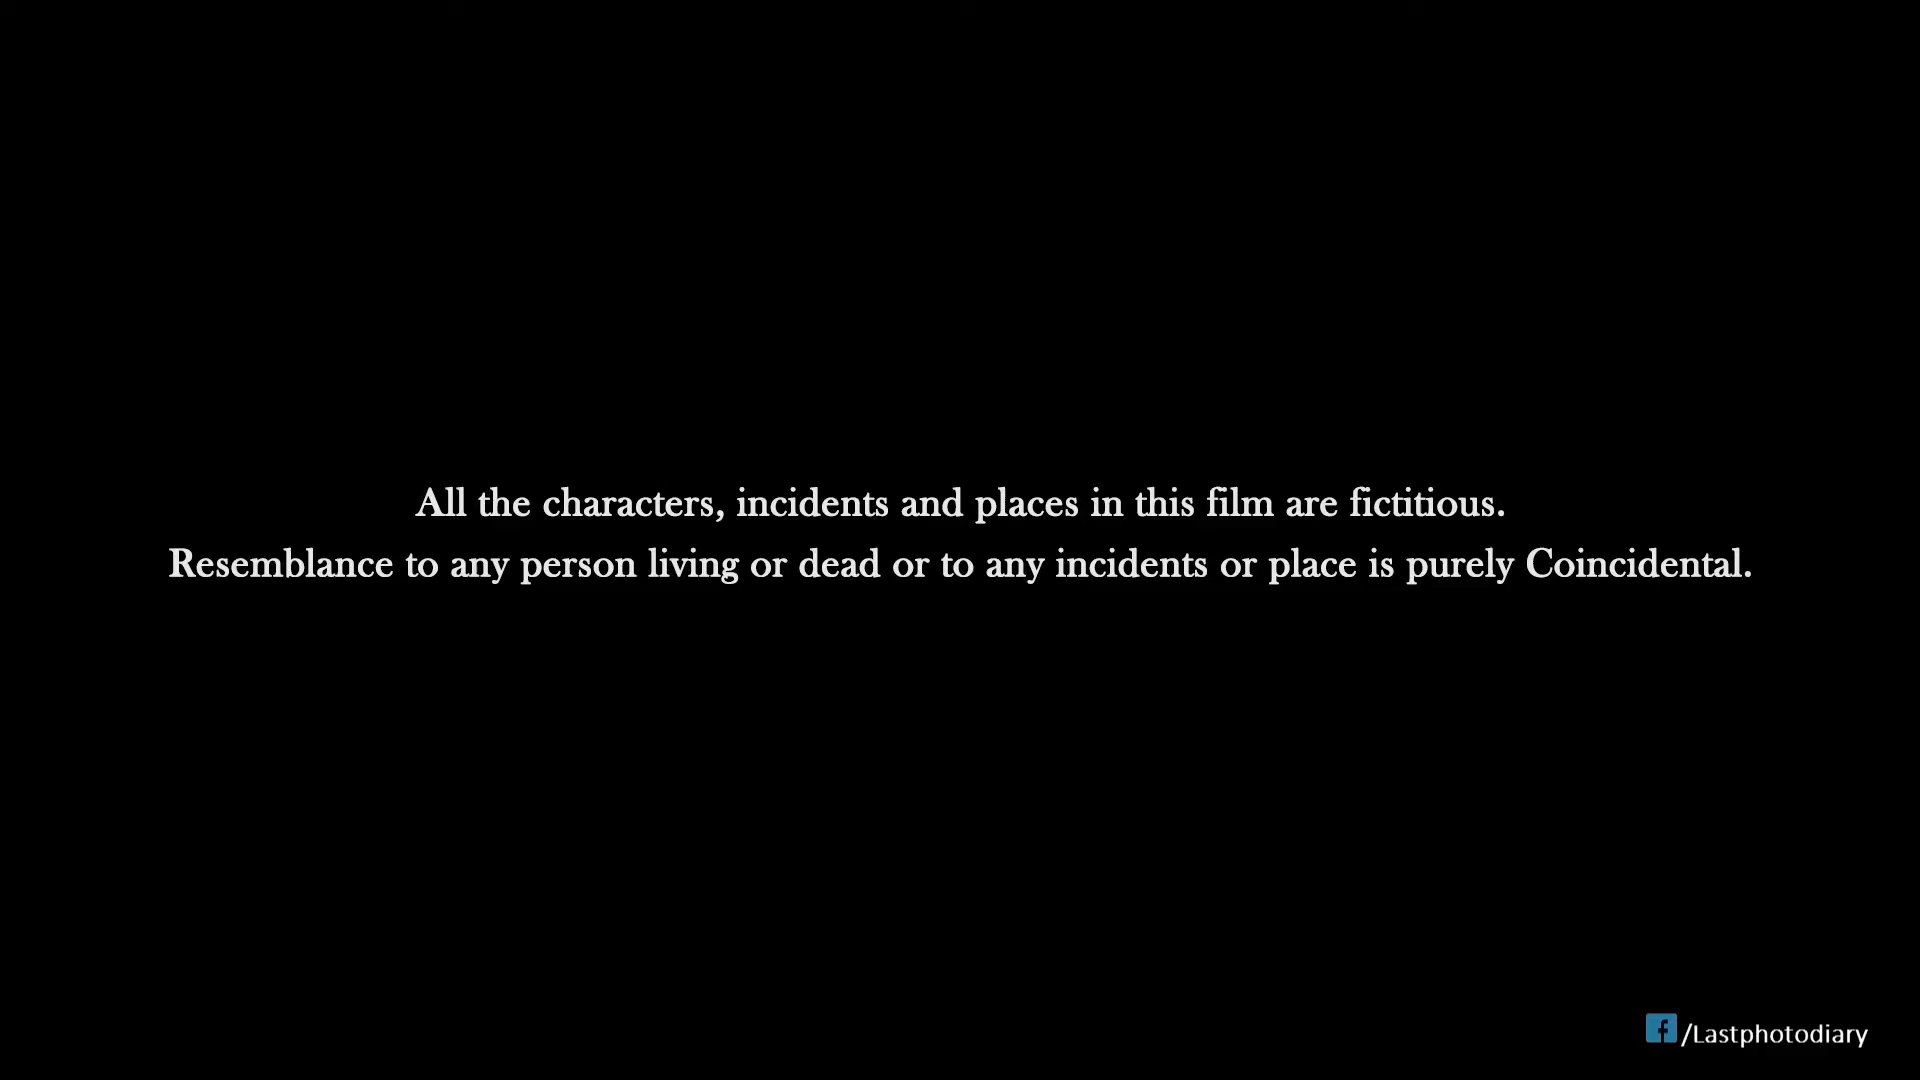 All the characters, incidents and places in this film are fictitious.
Resemblance to any person living or dead or to any incidents or place is purely Coincidental.
/Lastphotodiary